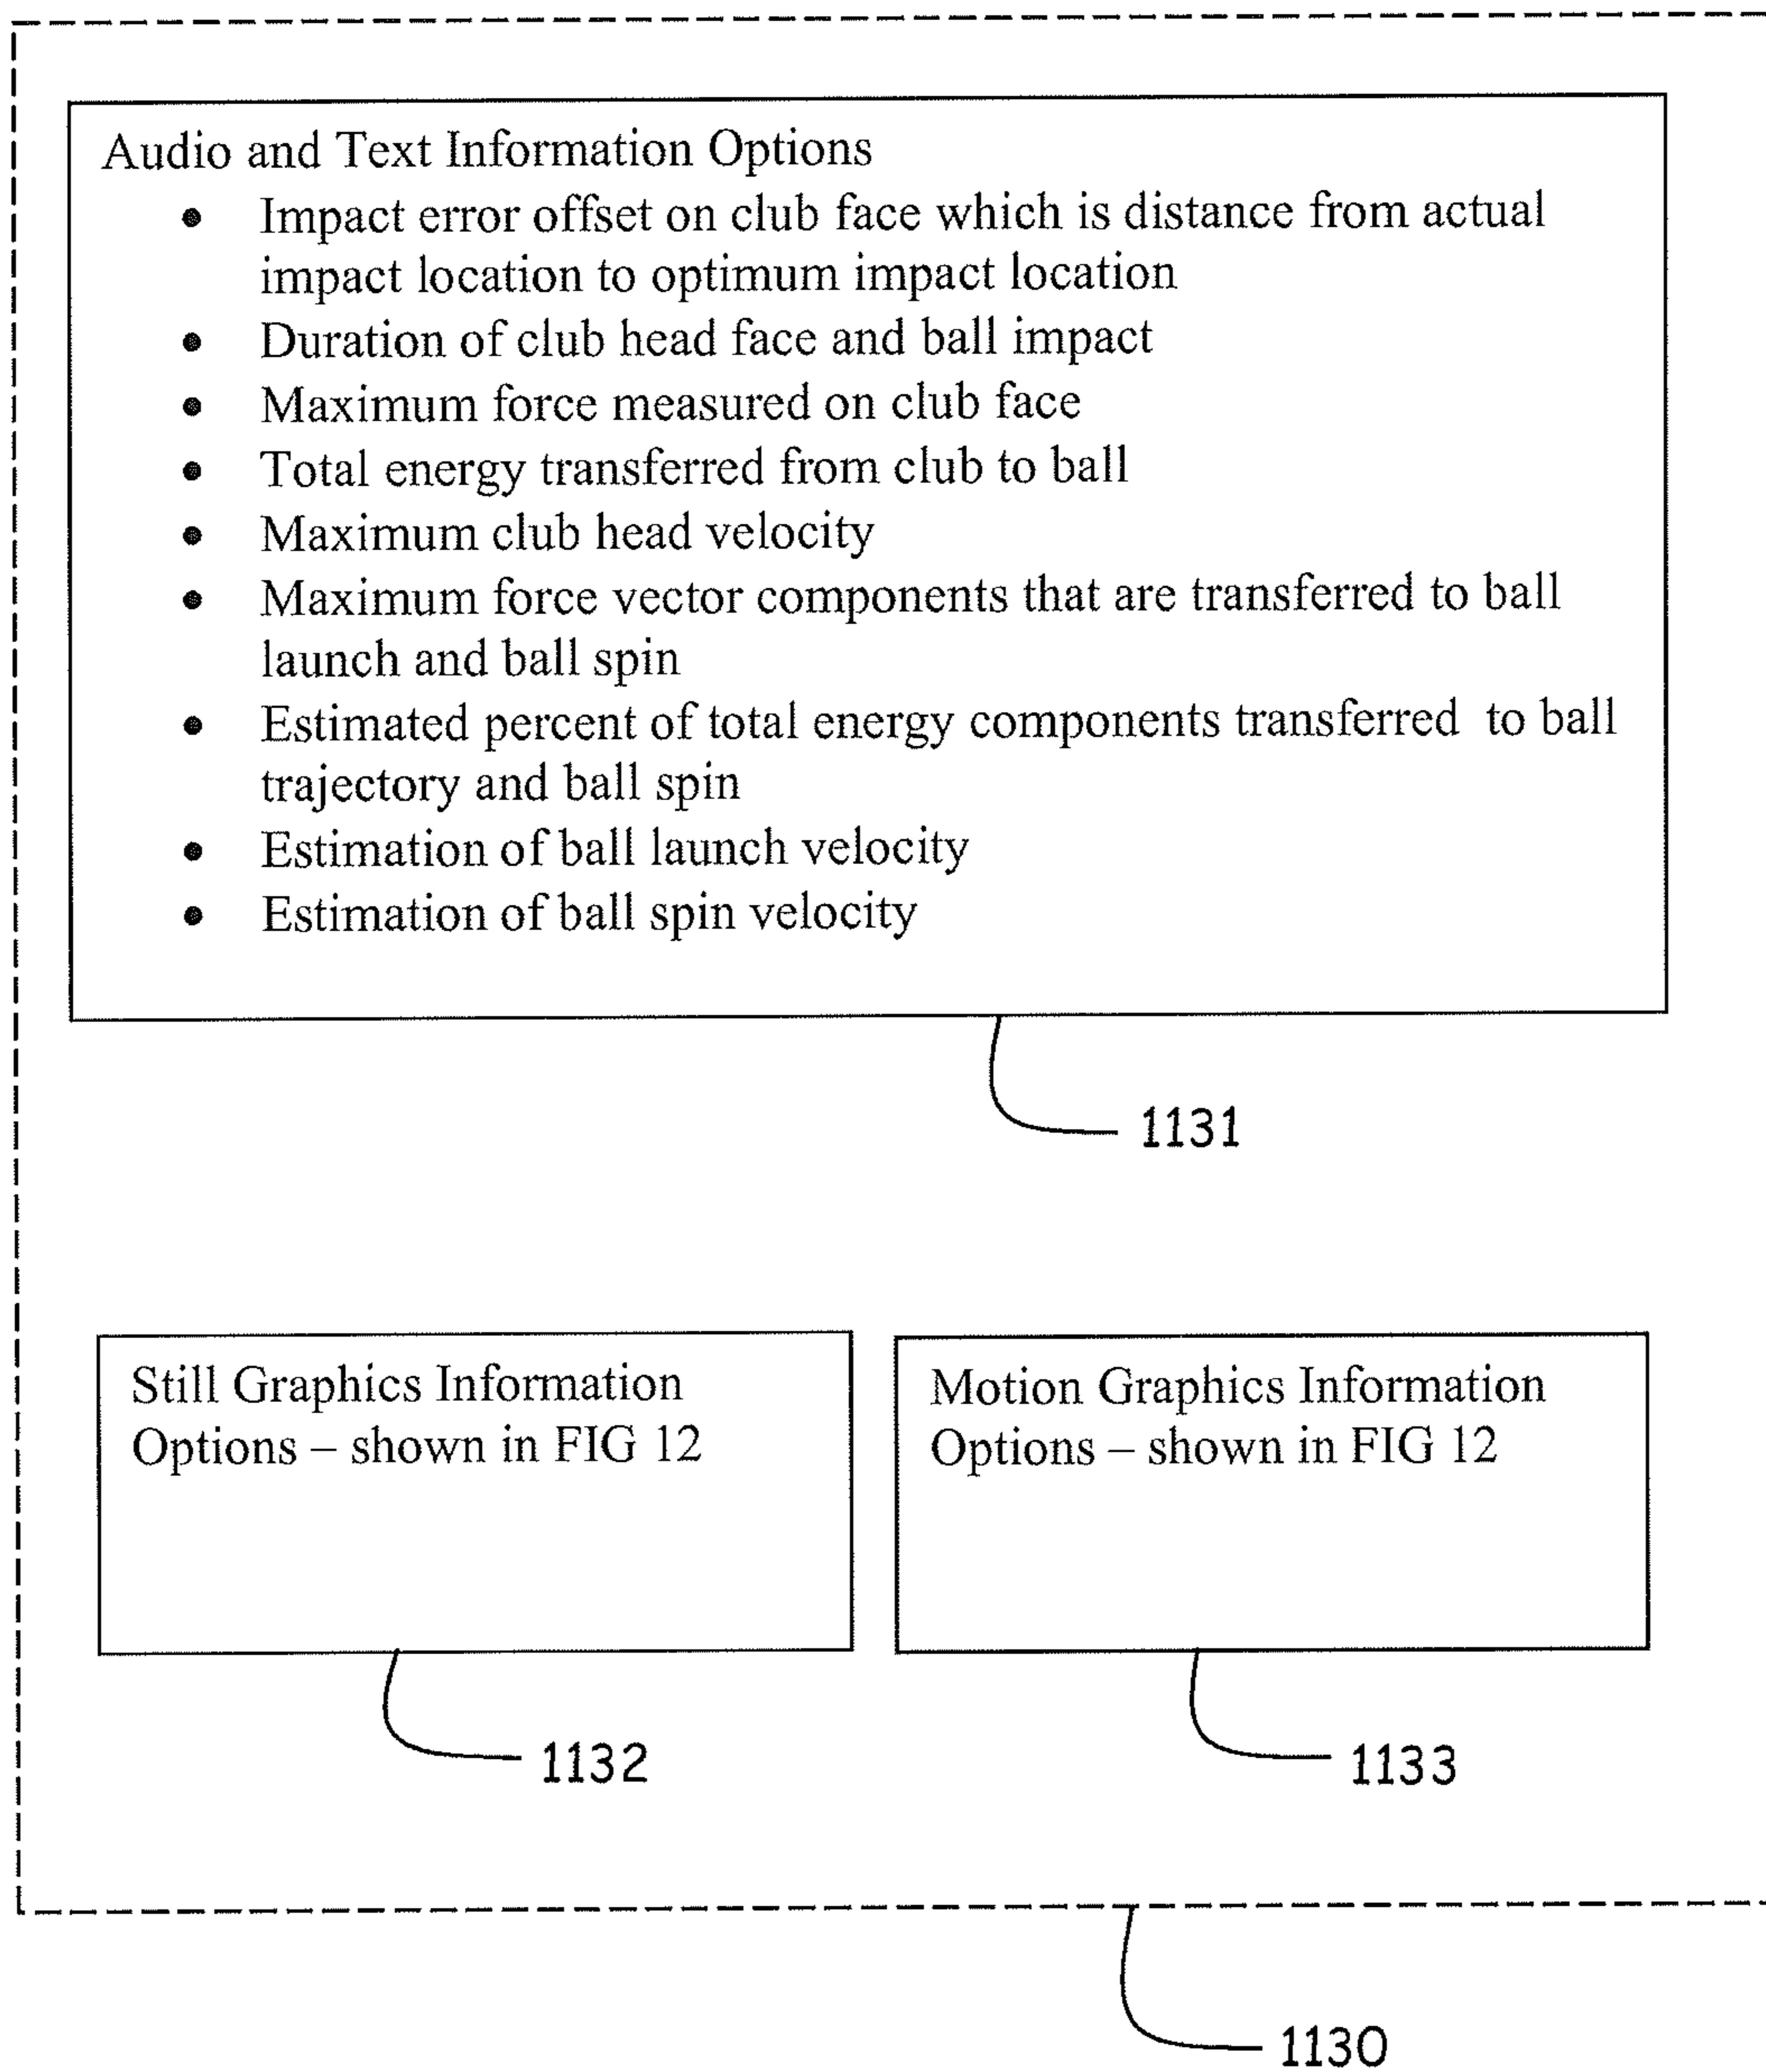 Audio and Text Information Options
• Impact error offset on club face which is distance from actual
impact location to optimum impact location
• Duration of club head face and ball impact
• Maximum force measured on club face
• Total energy transferred from club to ball
• Maximum club head velocity
• Maximum force vector components that are transferred to ball
launch and ball spin
• Estimated percent of total energy components transferred  to ball
trajectory and ball spin
• Estimation of ball launch velocity
• Estimation of ball spin velocity
1131
Still Graphics Information
Options – shown in FIG 12
1132
Motion Graphics Information
Options – shown in FIG 12
1133
1130